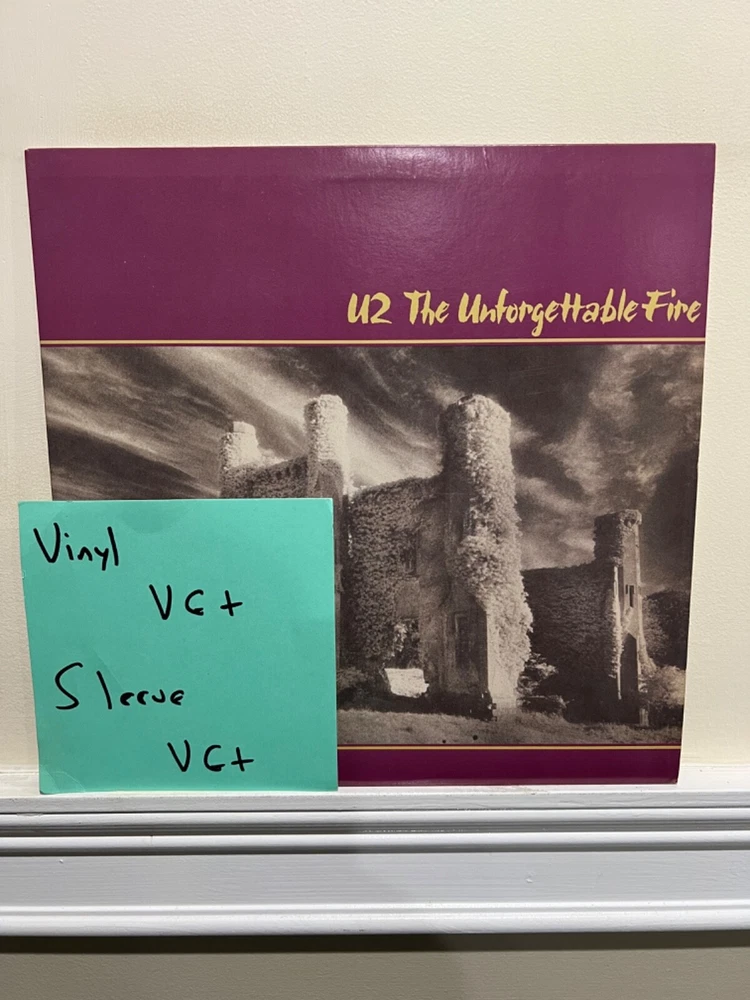 U2 The Unforgettable Fire
Vinyl
VG+
Sleeve
VG+